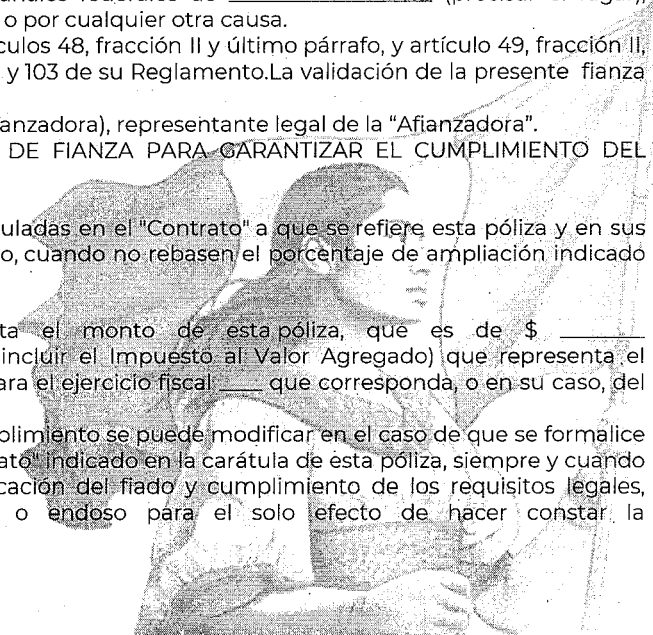 o por cualquier otra causa.
culos 48, fracción II y último párrafo, y artículo 49, fracción II,
y 103 de su Reglamento.La validación de la presente fianza
anzadora), representante legal de la "Afianzadora".
DE FIANZA PARA GARANTIZAR EL CUMPLIMIENTO DEL
uladas en el "Contrato" a que se refiere esta póliza y en sus
o, cuando no rebasen el porcentaje de ampliación indicado
ta el monto de esta póliza, que es de $ ______
incluir el Impuesto al Valor Agregado) que representa el
ara el ejercicio fiscal ____ que corresponda, o en su caso, del
plimiento se puede modificar en el caso de que se formalice
ato" indicado en la carátula de esta póliza, siempre y cuando
cación del fiado y cumplimiento de los requisitos legales,
o endoso para el solo efecto de hacer constar la